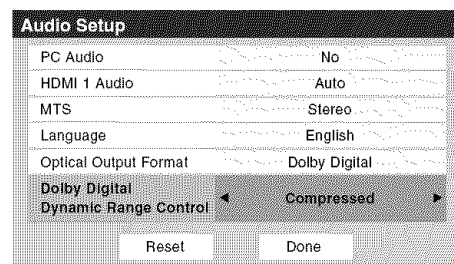 Audio Setup
PC Audio No
HDMI 1 Audio Auto
MTS Stereo
Language English
Optical Output Format Dolby Digital
Dolby Digital
Dynamic Range Control Compressed
Reset Done